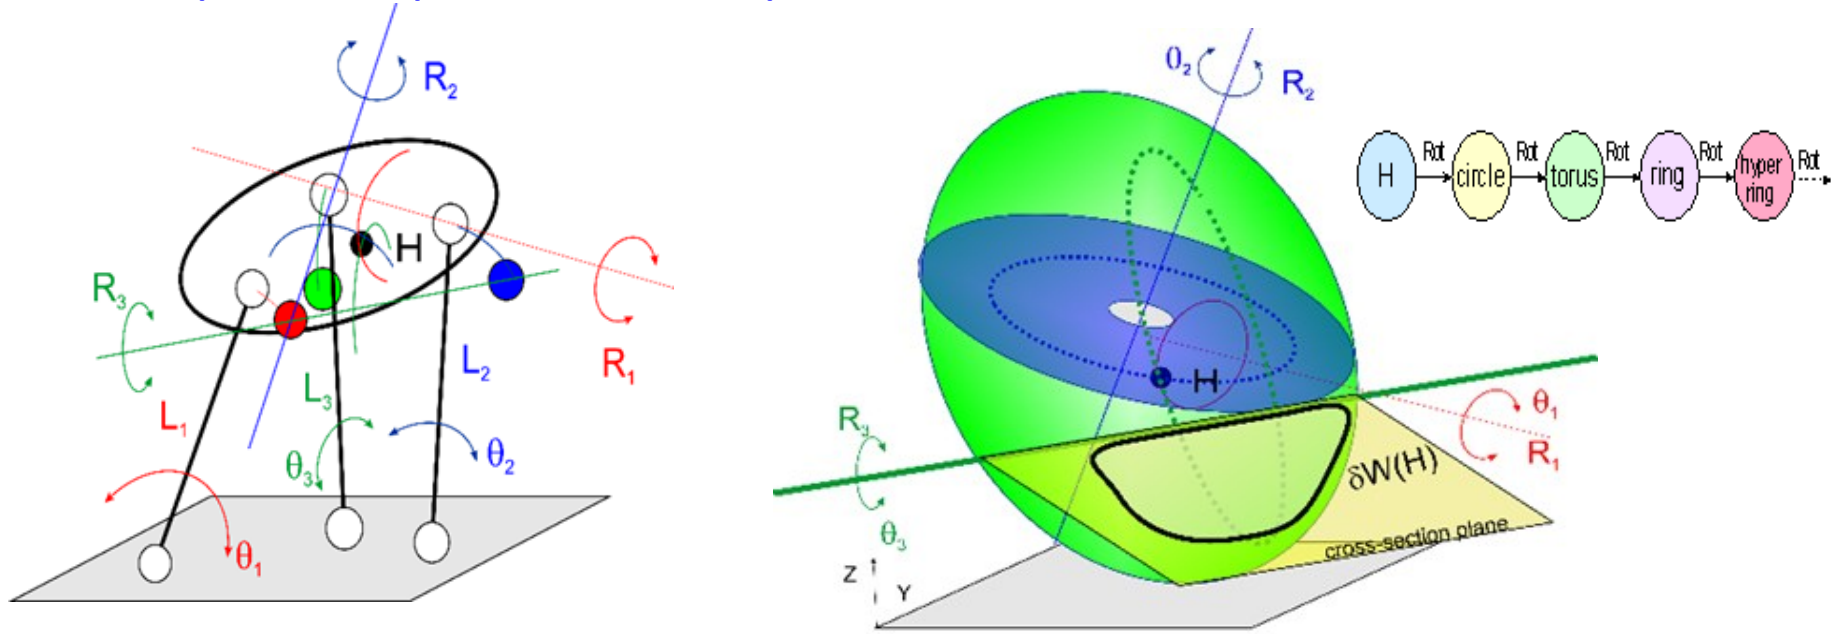 R2
H
R3
R1
L1
L3
L2
θ3
θ2
θ1
θ2
R2
H
R3
θ3
θ1
R1
δW(H)
cross-section plane
Z
Y
H
Rot
circle
Rot
torus
Rot
ring
Rot
hyper
ring
Rot